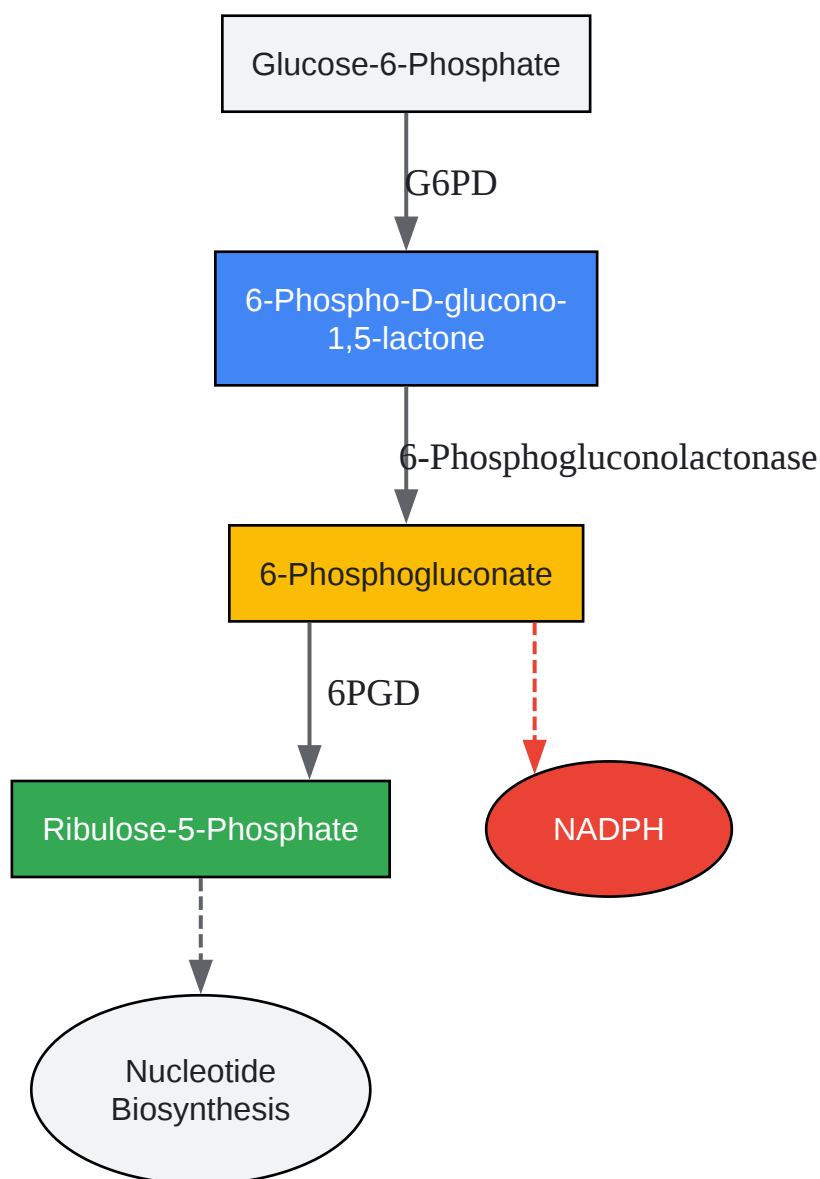 Glucose-6-Phosphate
G6PD
6-Phospho-D-glucono-
1,5-lactone
6-Phosphogluconolactonase
6-Phosphogluconate
6PGD
Ribulose-5-Phosphate
NADPH
Nucleotide
Biosynthesis